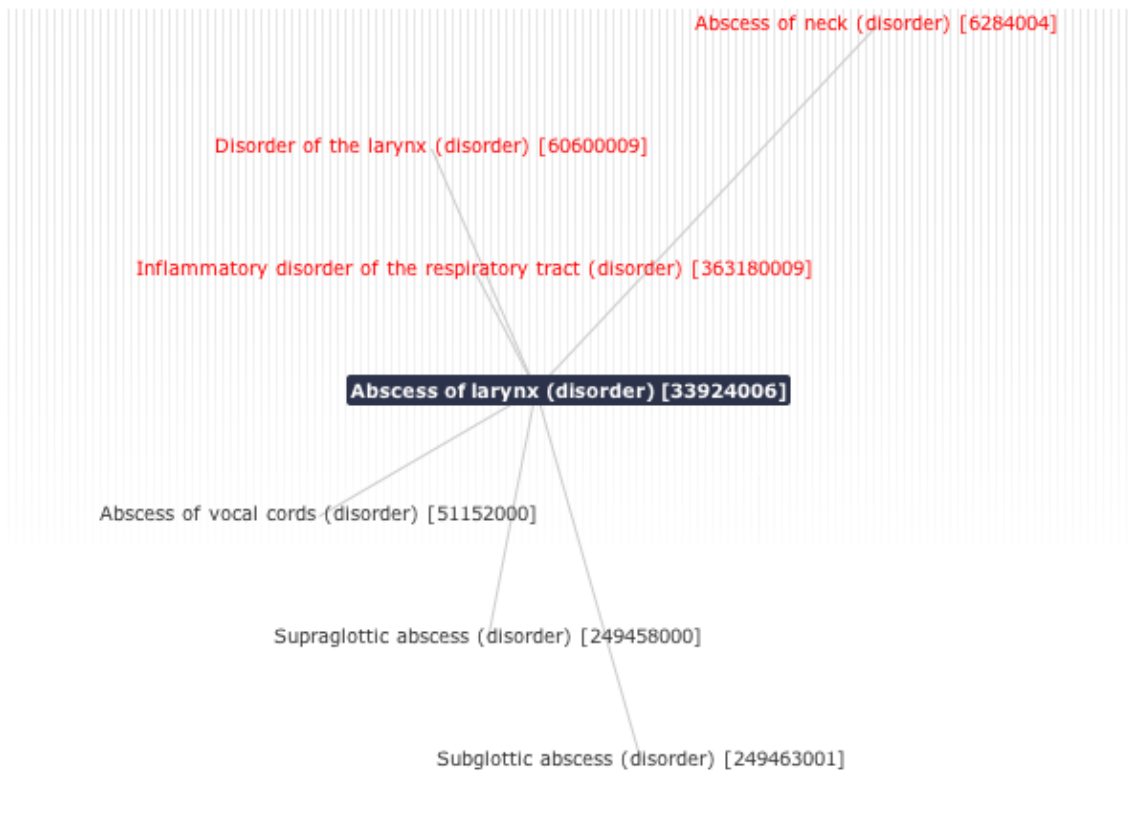 Abscess of neck (disorder) [6284004]
Disorder of the larynx (disorder) [60600009]
Inflammatory disorder of the respiratory tract (disorder) [363180009]
Abscess of larynx (disorder) [33924006]
Abscess of vocal cords (disorder) [51152000]
Supraglottic abscess (disorder) [249458000]
Subglottic abscess (disorder) [249463001]